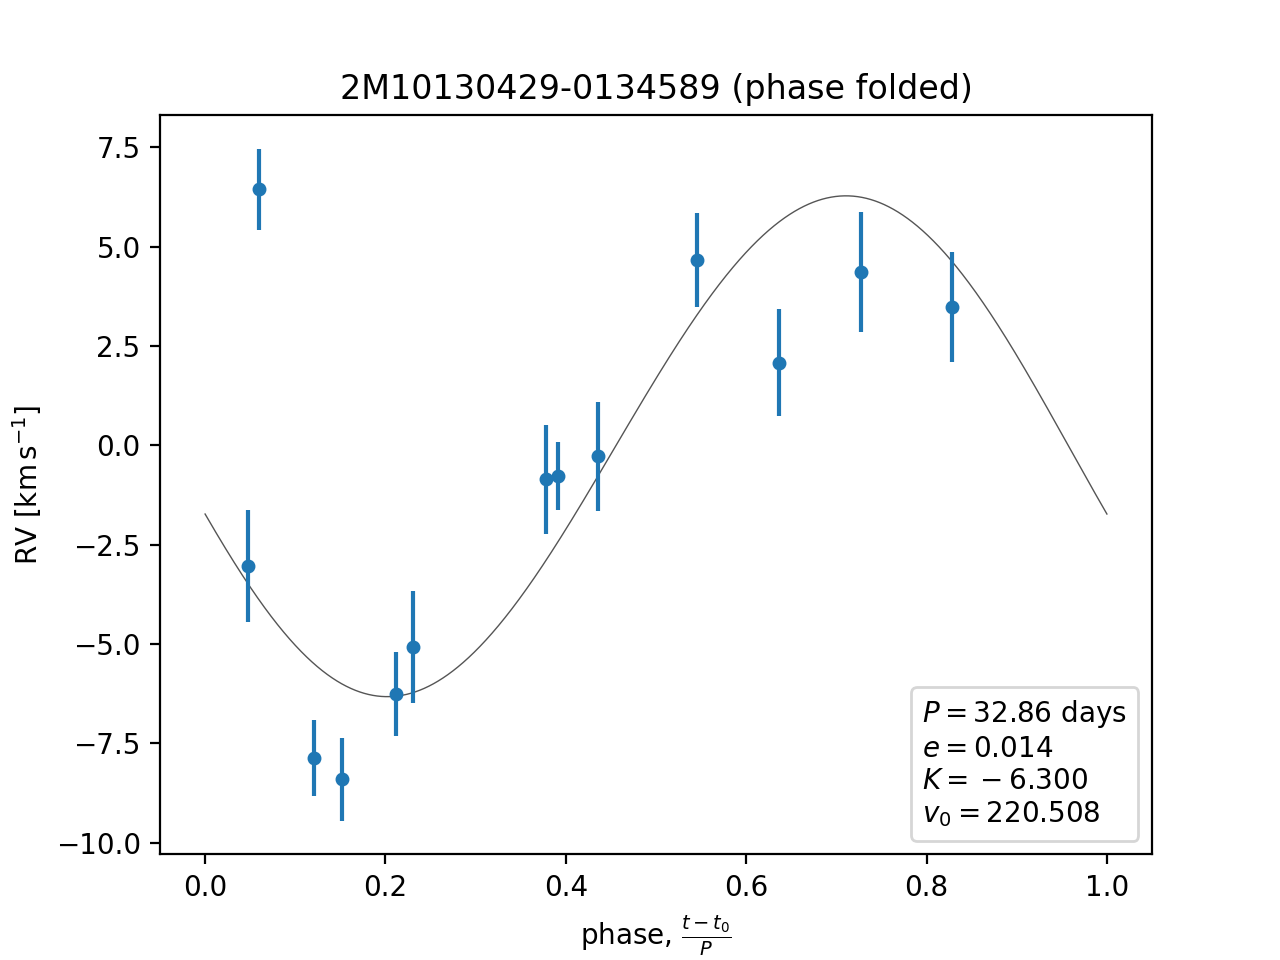 2M10130429-0134589 (phase folded)
RV [km s⁻¹]
7.5
5.0
2.5
0.0
−2.5
−5.0
−7.5
−10.0
P = 32.86 days
e = 0.014
K = − 6.300
v₀ = 220.508
0.0 0.2 0.4 0.6 0.8 1.0
phase, (t − t₀)/P